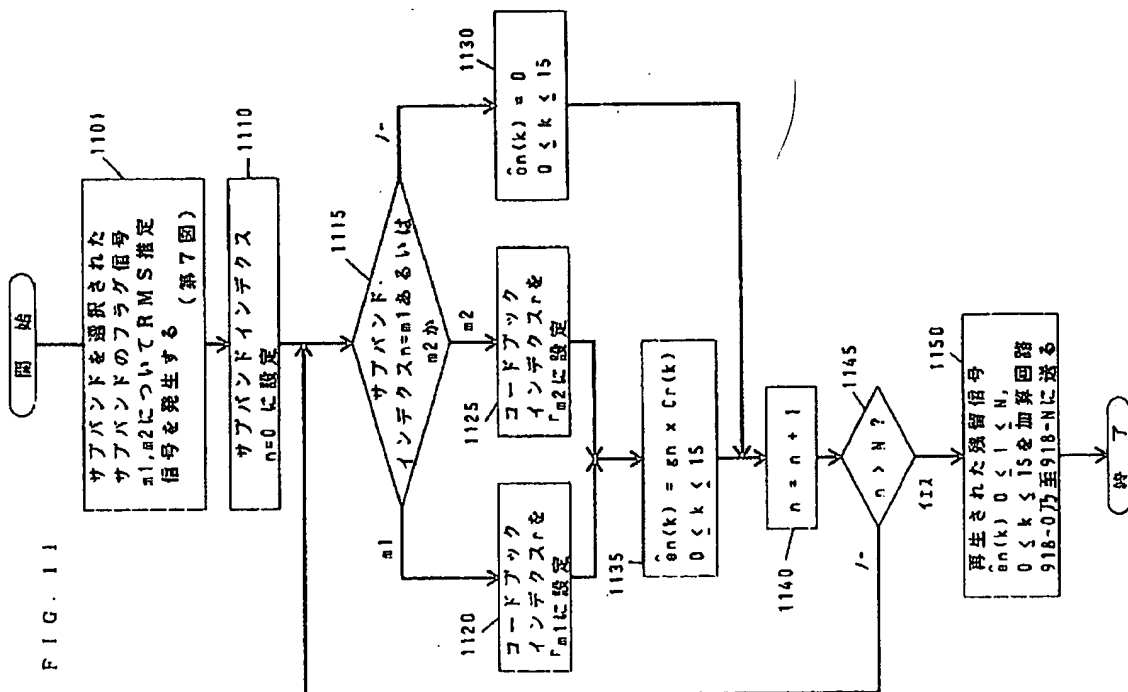 FIG. 11
開 始
1101
サブバンドを選択された
サブバンドのフラグ信号
m1,m2についてRMS推定
信号を発生する
(第7図)
1110
サブバンドインデクス
n=0に設定
1115
サブバンド.
インデクスn=m1あるいは
m2か
m1
m2
ノー
1120
コードブック
インデクスrを
「m1に設定
1125
コードブック
インデクスrを
「m2に設定
1130
ên(k) = 0
0 ≤ k ≤ 15
1135
ên(k) = gn x Cr(k)
0 ≤ k ≤ 15
1140
n = n + 1
1145
n > N ?
ノー
イエス
1150
再生された残留信号
ên(k) 0 ≤ 1 ≤ N,
0 ≤ k ≤ 15を加算回路
918-0乃至918-Nに送る
終 了